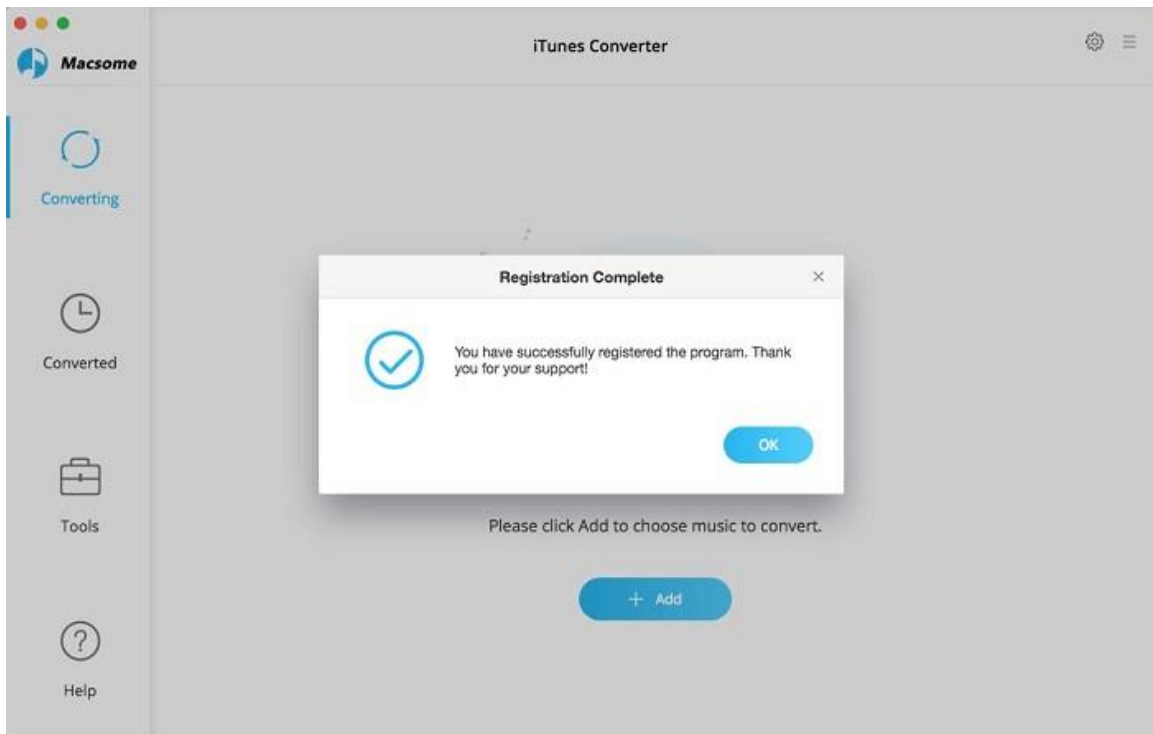 Macsome
iTunes Converter
Converting
Converted
Tools
Help
Registration Complete
You have successfully registered the program. Thank
you for your support!
OK
Please click Add to choose music to convert.
+ Add